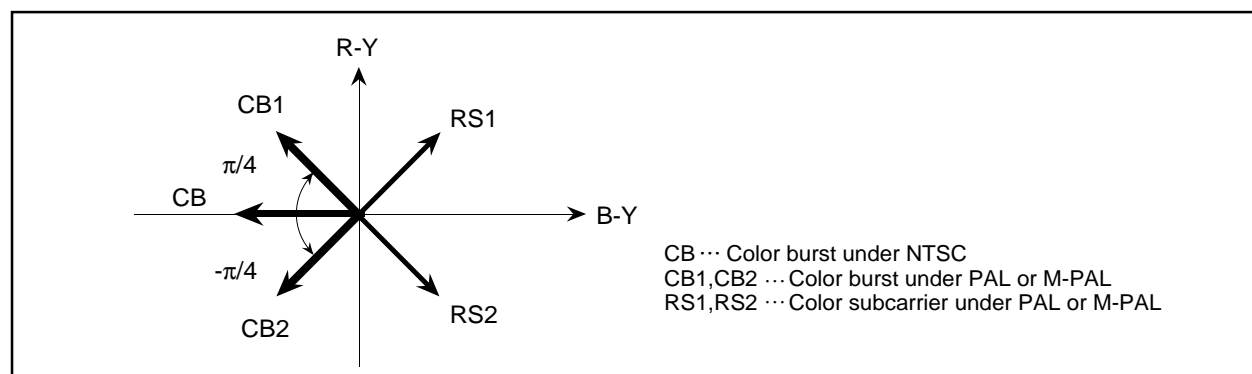 R-Y
CB1
RS1
π/4
CB
B-Y
-π/4
CB2
RS2
CB ··· Color burst under NTSC
CB1,CB2 ··· Color burst under PAL or M-PAL
RS1,RS2 ··· Color subcarrier under PAL or M-PAL